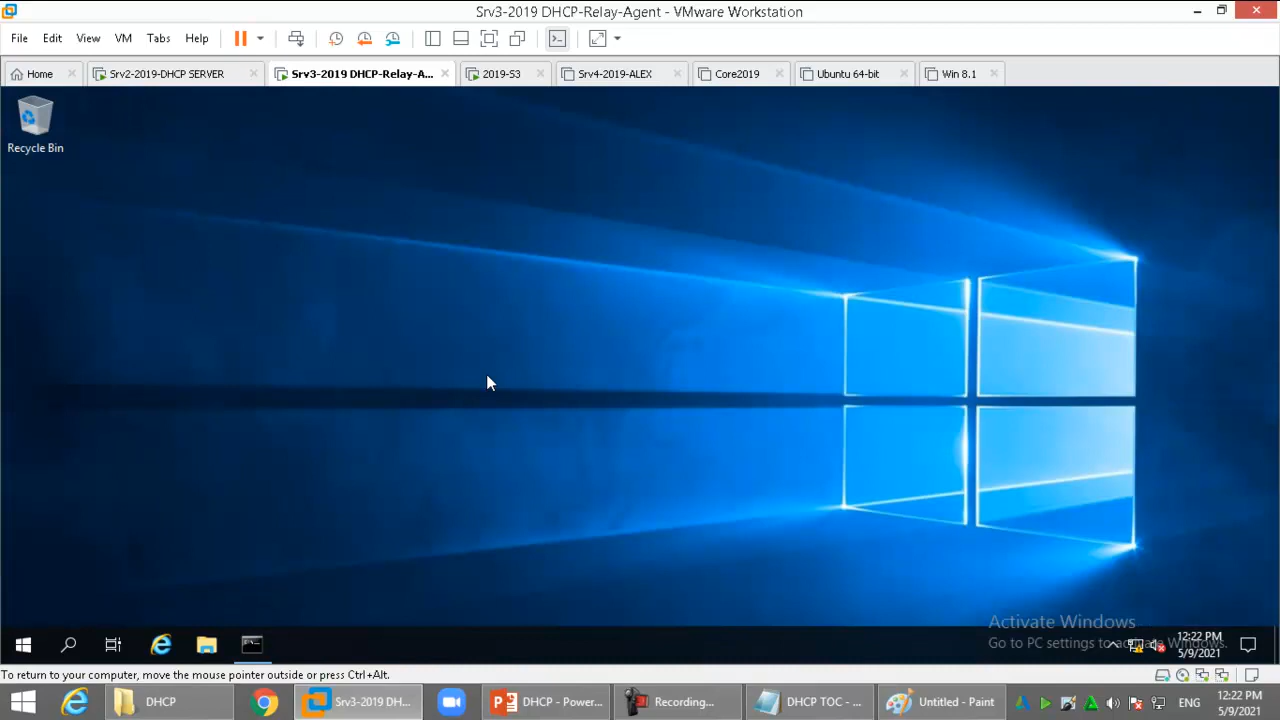 Srv3-2019 DHCP-Relay-Agent - VMware Workstation
File Edit View VM Tabs Help
Home Srv2-2019-DHCP SERVER Srv3-2019 DHCP-Relay-A... 2019-S3 Srv4-2019-ALEX Core2019 Ubuntu 64-bit Win 8.1
Recycle Bin
Activate Windows
Go to PC settings to activate Windows.
12:22 PM
5/9/2021
To return to your computer, move the mouse pointer outside or press Ctrl+Alt.
DHCP Srv3-2019 DH... DHCP - Power... Recording... DHCP TOC - ... Untitled - Paint ENG
12:22 PM
5/9/2021